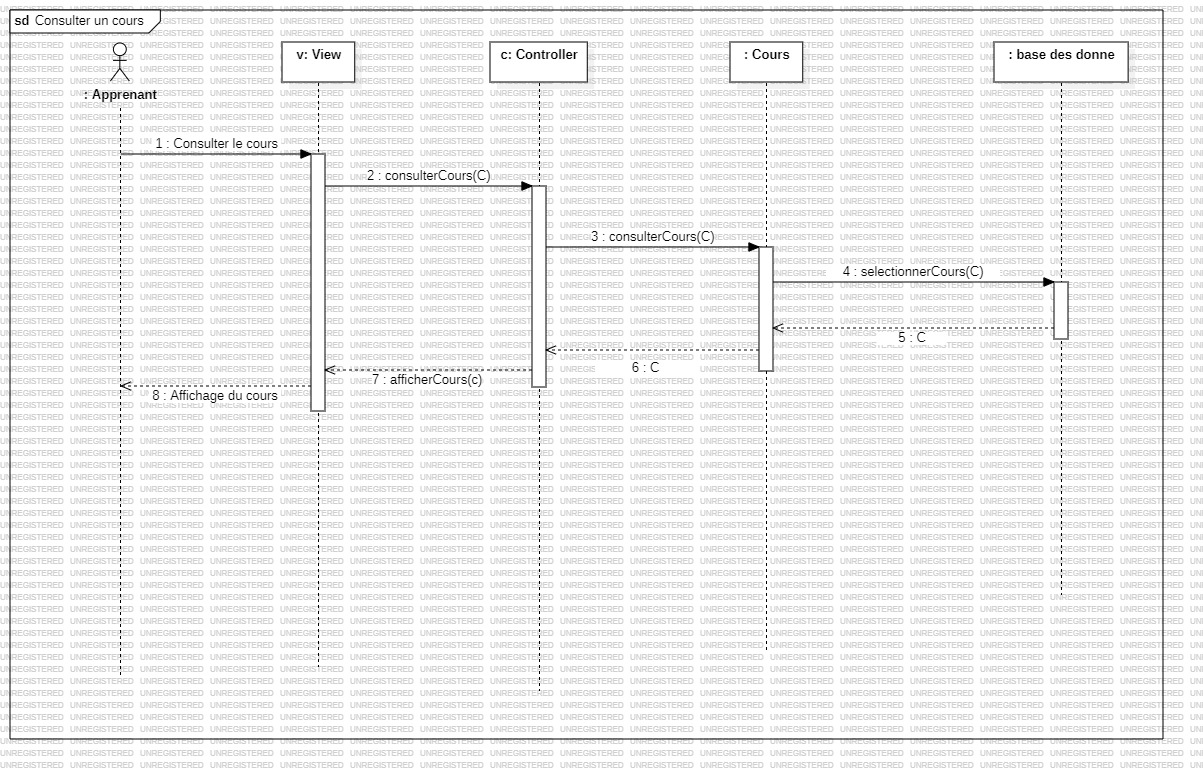 sd Consulter un cours
: Apprenant
v: View
c: Controller
: Cours
: base des donne
1 : Consulter le cours
2 : consulterCours(C)
3 : consulterCours(C)
4 : selectionnerCours(C)
5 : C
6 : C
7 : afficherCours(c)
8 : Affichage du cours
UNREGISTERED